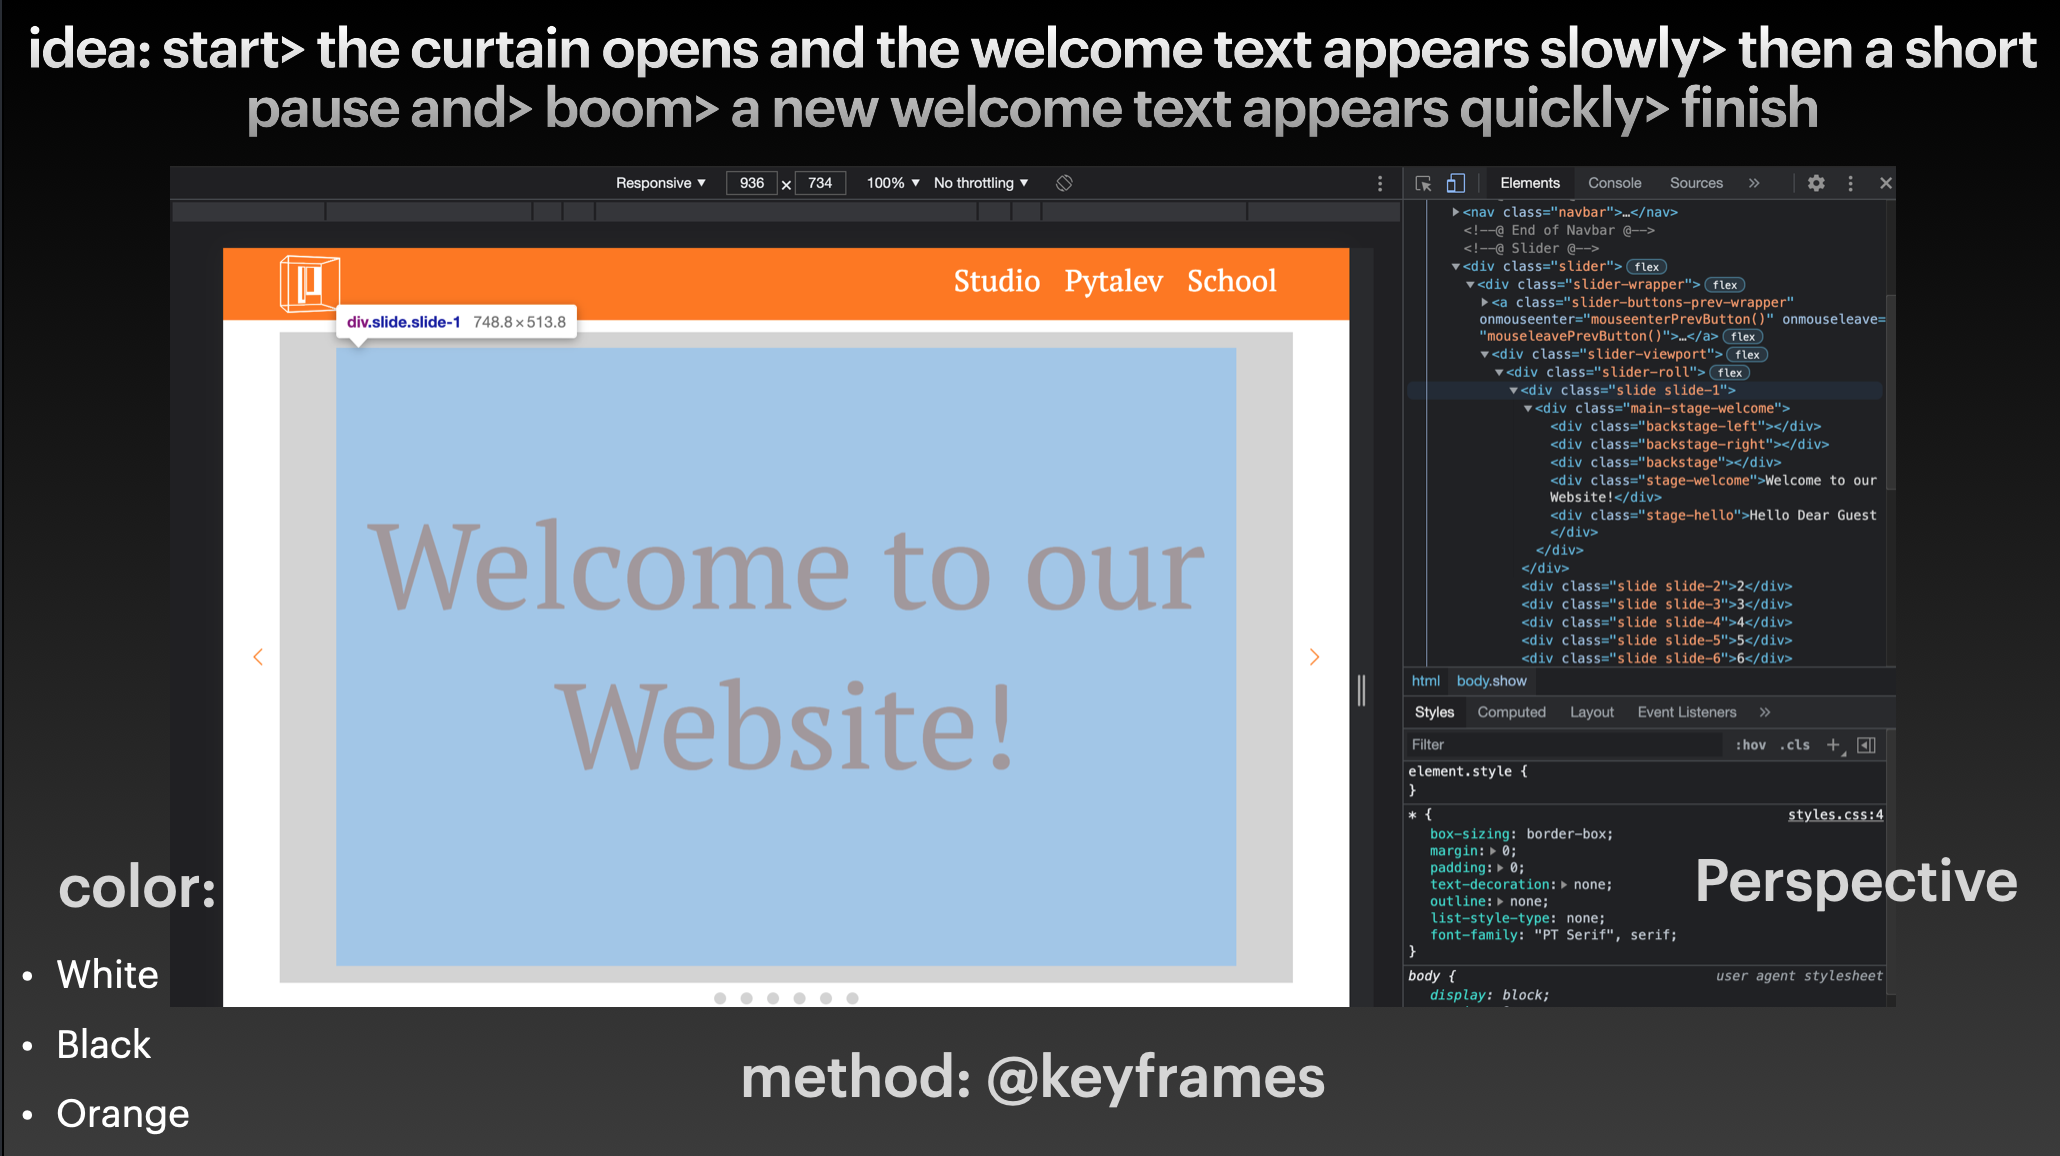 idea: start> the curtain opens and the welcome text appears slowly> then a short
pause and> boom> a new welcome text appears quickly> finish
Responsive ▼ 936 × 734 100% ▼ No throttling ▼
Elements Console Sources »
Studio Pytalev School
div.slide.slide-1 748.8×513.8
Welcome to our
Website!
▶<nav class="navbar">…</nav>
<!--@ End of Navbar @-->
<!--@ Slider @-->
▼<div class="slider"> flex
▼<div class="slider-wrapper"> flex
▶<a class="slider-buttons-prev-wrapper"
onmouseenter="mouseenterPrevButton()" onmouseleave=
"mouseleavePrevButton()">…</a> flex
▼<div class="slider-viewport"> flex
▼<div class="slider-roll"> flex
▼<div class="slide slide-1">
▼<div class="main-stage-welcome">
<div class="backstage-left"></div>
<div class="backstage-right"></div>
<div class="backstage"></div>
<div class="stage-welcome">Welcome to our
Website!</div>
<div class="stage-hello">Hello Dear Guest
</div>
</div>
</div>
<div class="slide slide-2">2</div>
<div class="slide slide-3">3</div>
<div class="slide slide-4">4</div>
<div class="slide slide-5">5</div>
<div class="slide slide-6">6</div>
html body.show
Styles Computed Layout Event Listeners »
Filter :hov .cls +
element.style {
}
* { styles.css:4
box-sizing: border-box;
margin:▶ 0;
padding:▶ 0;
text-decoration:▶ none;
outline:▶ none;
list-style-type: none;
font-family: "PT Serif", serif;
}
body { user agent stylesheet
display: block;
Perspective
color:
• White
• Black
• Orange
method: @keyframes